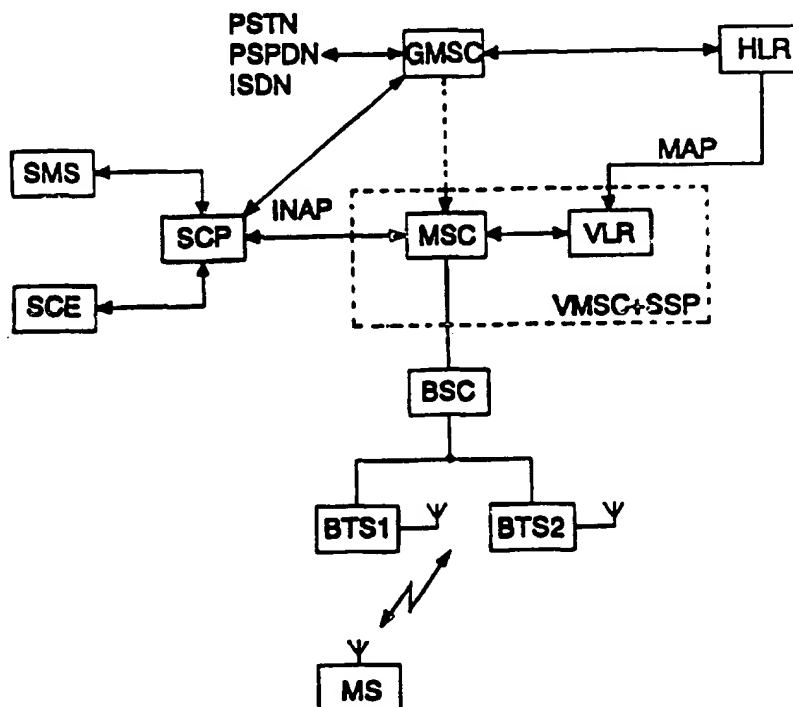 PSTN
PSPDN
ISDN
GMSC
HLR
MAP
SMS
INAP
SCP
MSC
VLR
SCE
VMSC+SSP
BSC
BTS1
BTS2
MS